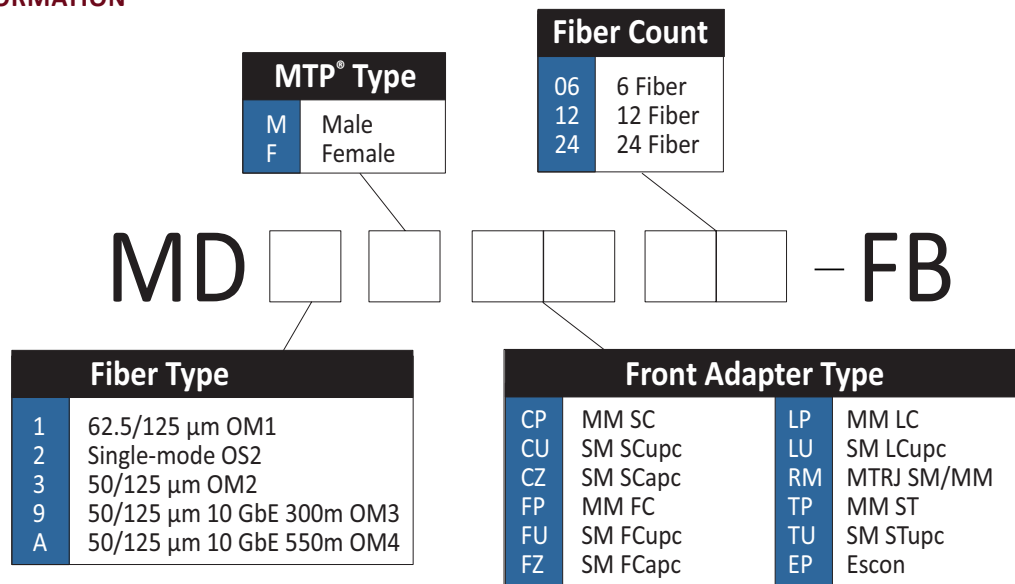 MTP® Type
M Male
F Female
Fiber Count
06 6 Fiber
12 12 Fiber
24 24 Fiber
MD – FB
Fiber Type
1 62.5/125 µm OM1
2 Single-mode OS2
3 50/125 µm OM2
9 50/125 µm 10 GbE 300m OM3
A 50/125 µm 10 GbE 550m OM4
Front Adapter Type
CP MM SC LP MM LC
CU SM SCupc LU SM LCupc
CZ SM SCapc RM MTRJ SM/MM
FP MM FC TP MM ST
FU SM FCupc TU SM STupc
FZ SM FCapc EP Escon